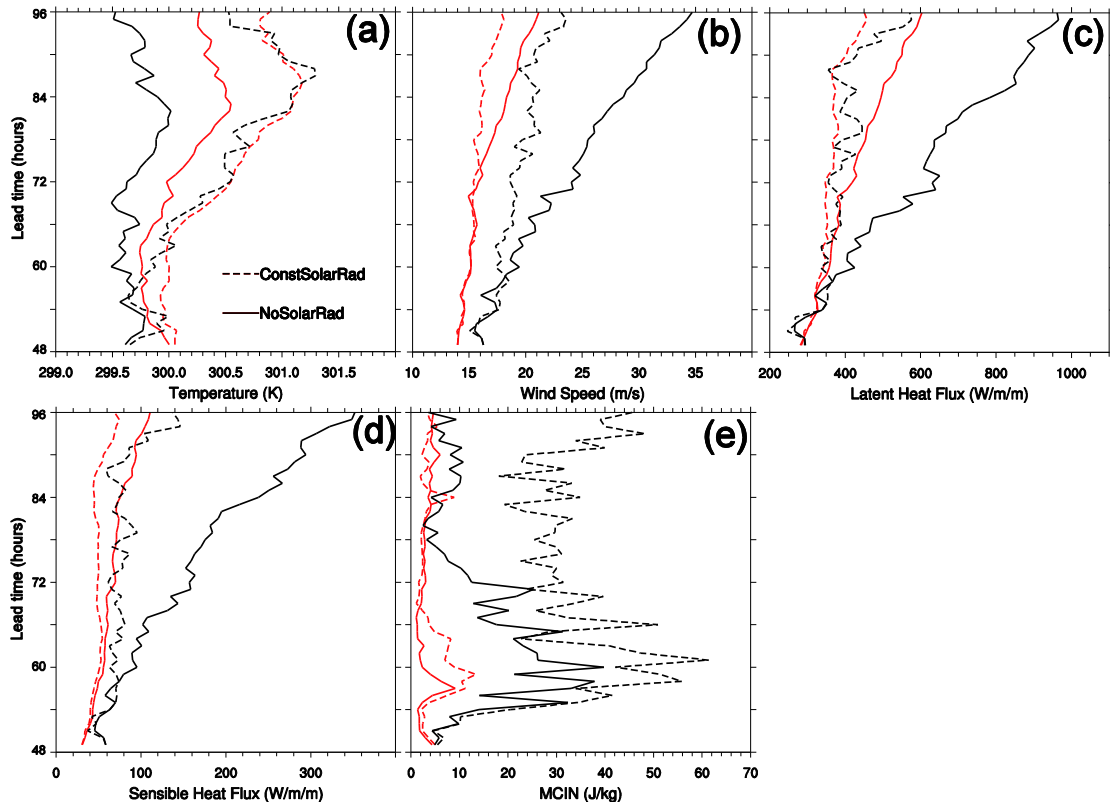 96
84
72
60
48
Lead time (hours)
(a)
ConstSolarRad
NoSolarRad
299.0 299.5 300.0 300.5 301.0 301.5
Temperature (K)
(b)
10 15 20 25 30 35
Wind Speed (m/s)
(c)
200 400 600 800 1000
Latent Heat Flux (W/m/m)
96
84
72
60
48
Lead time (hours)
(d)
0 100 200 300
Sensible Heat Flux (W/m/m)
(e)
0 10 20 30 40 50 60 70
MCIN (J/kg)